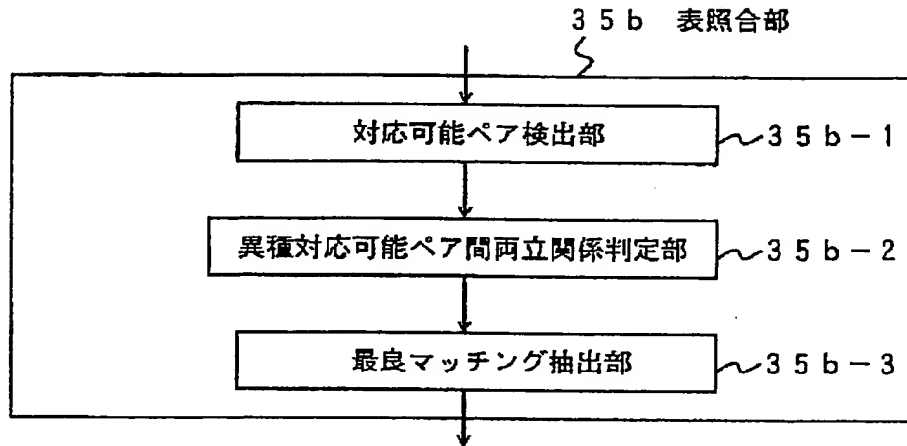 35b 表照合部
対応可能ペア検出部 35b-1
異種対応可能ペア間両立関係判定部 35b-2
最良マッチング抽出部 35b-3